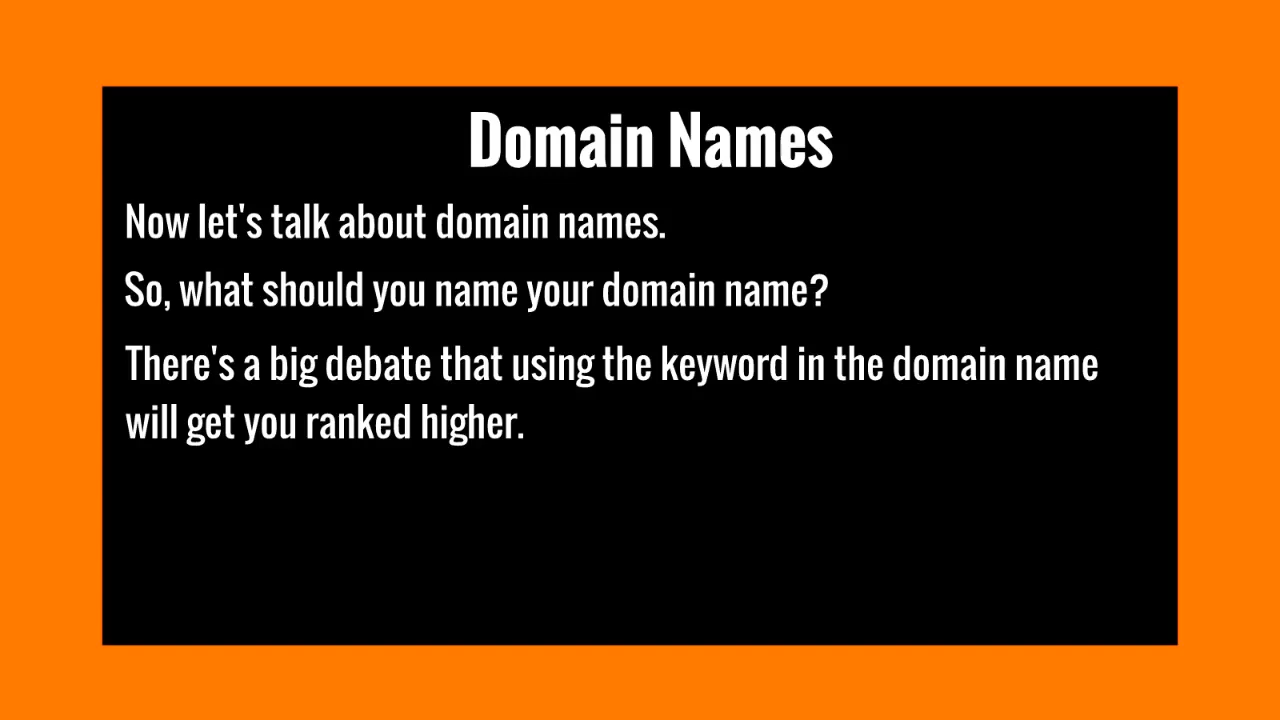 Domain Names
Now let's talk about domain names.
So, what should you name your domain name?
There's a big debate that using the keyword in the domain name
will get you ranked higher.